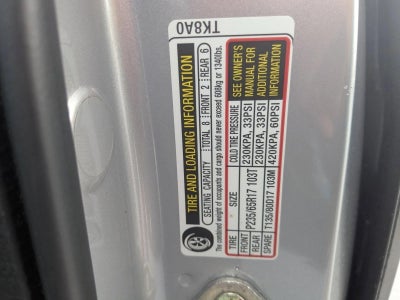 TK8A0
TIRE AND LOADING INFORMATION
SEATING CAPACITY TOTAL 8 FRONT 2 REAR 6
The combined weight of occupants and cargo should never exceed 608kg or 1340lbs.
TIRE SIZE COLD TIRE PRESSURE
FRONT P235/65R17 103T 230KPA, 33PSI
REAR P235/65R17 103T 230KPA, 33PSI
SPARE T135/80D17 103M 420KPA, 60PSI
SEE OWNER'S
MANUAL FOR
ADDITIONAL
INFORMATION